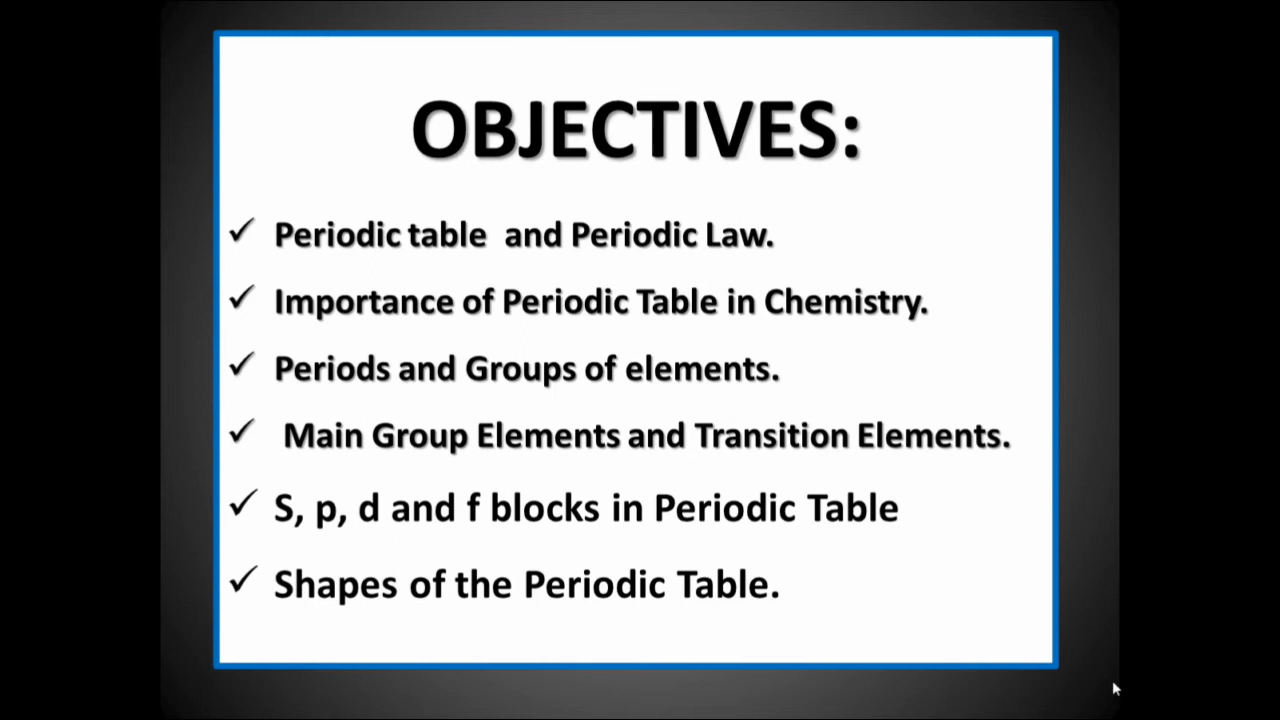 OBJECTIVES:
✓ Periodic table and Periodic Law.
✓ Importance of Periodic Table in Chemistry.
✓ Periods and Groups of elements.
✓ Main Group Elements and Transition Elements.
✓ S, p, d and f blocks in Periodic Table
✓ Shapes of the Periodic Table.